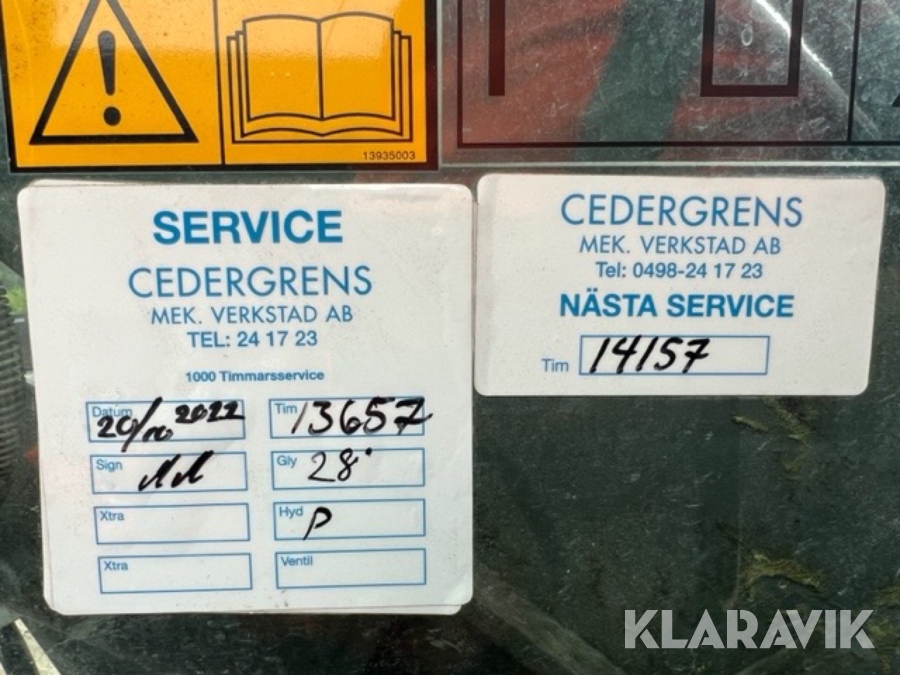 13935003
SERVICE
CEDERGRENS
MEK. VERKSTAD AB
TEL: 24 17 23
1000 Timmarsservice
Datum 20/10 2022
Tim 13657
Sign
Gly 28°
Xtra
Hyd P
Xtra
Ventil
CEDERGRENS
MEK. VERKSTAD AB
Tel: 0498-24 17 23
NÄSTA SERVICE
Tim 14157
KLARAVIK